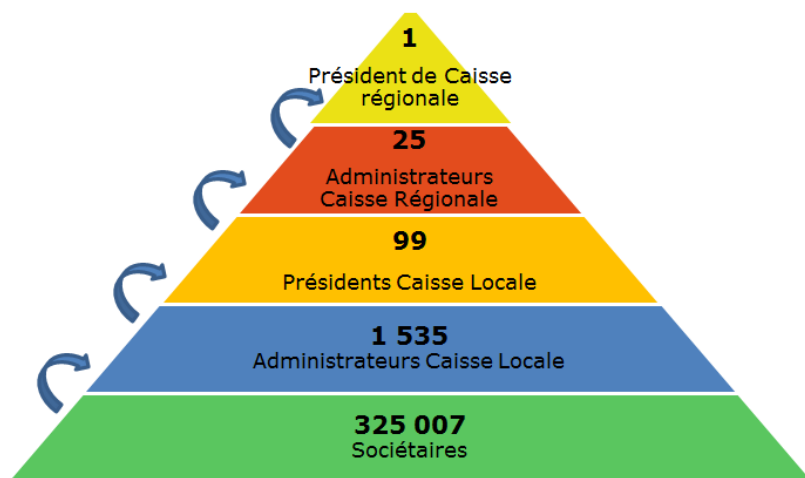 1
Président de Caisse
régionale
25
Administrateurs
Caisse Régionale
99
Présidents Caisse Locale
1 535
Administrateurs Caisse Locale
325 007
Sociétaires